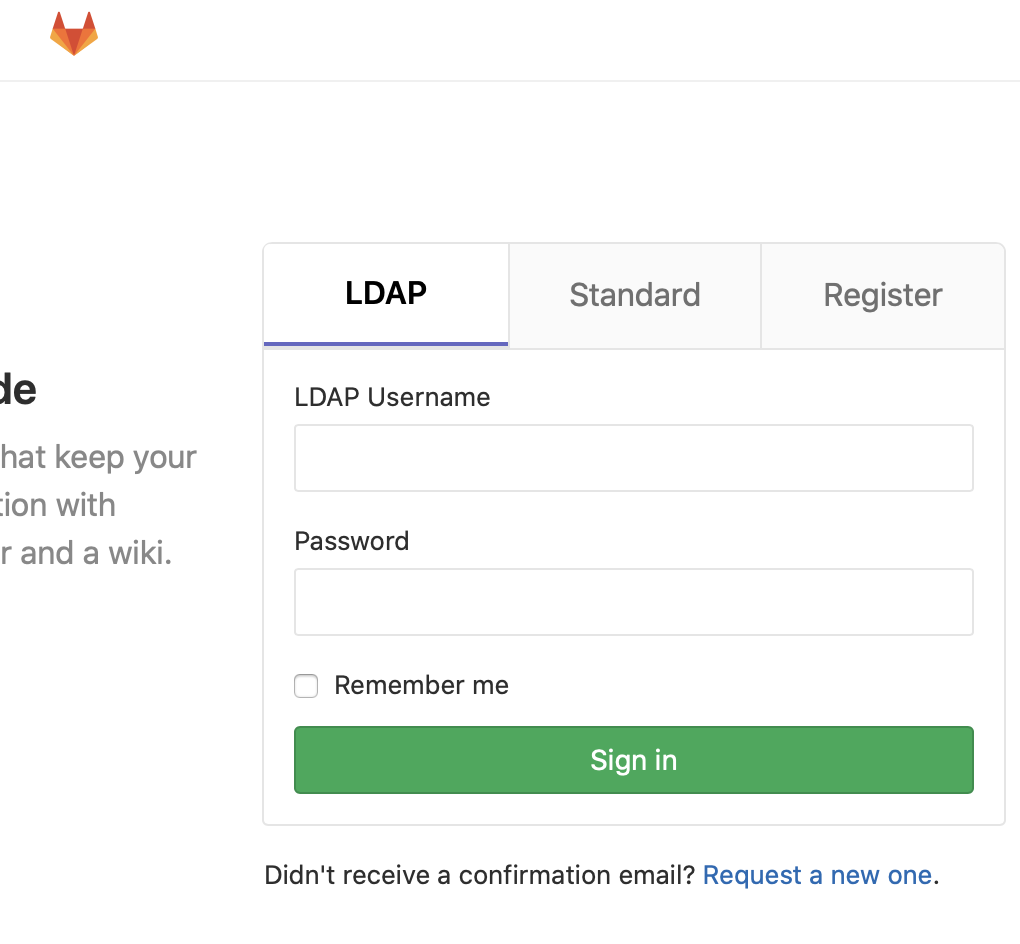 LDAP
Standard
Register
de
hat keep your
tion with
r and a wiki.
LDAP Username
Password
Remember me
Sign in
Didn't receive a confirmation email? Request a new one.